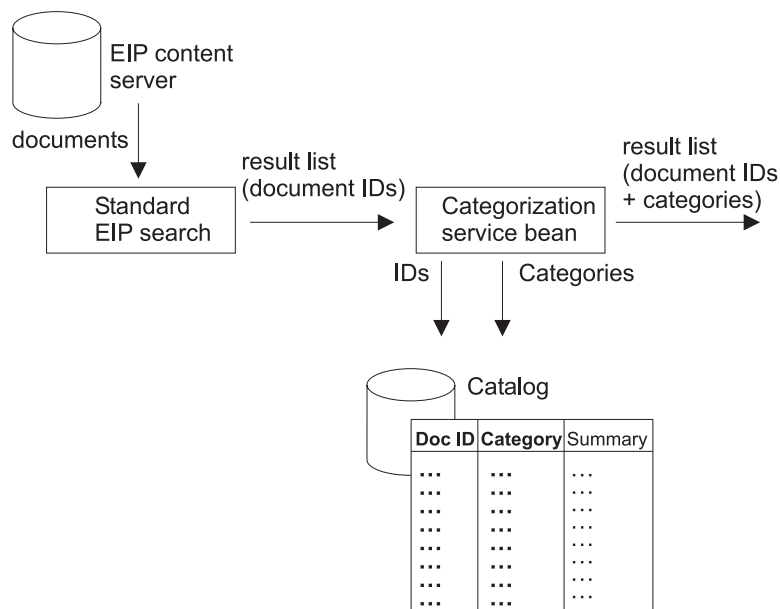 EIP content
server
documents
Standard
EIP search
result list
(document IDs)
Categorization
service bean
result list
(document IDs
+ categories)
IDs
Categories
Catalog
Doc ID Category Summary
... ... ...
... ... ...
... ... ...
... ... ...
... ... ...
... ... ...
... ... ...
... ... ...